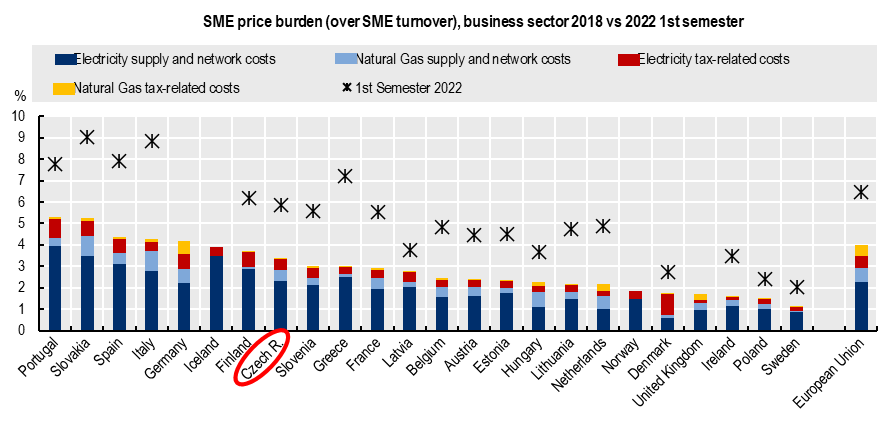 SME price burden (over SME turnover), business sector 2018 vs 2022 1st semester
Electricity supply and network costs
Natural Gas supply and network costs
Electricity tax-related costs
Natural Gas tax-related costs
1st Semester 2022
%
10
9
8
7
6
5
4
3
2
1
0
Portugal
Slovakia
Spain
Italy
Germany
Iceland
Finland
Czech R.
Slovenia
Greece
France
Latvia
Belgium
Austria
Estonia
Hungary
Lithuania
Netherlands
Norway
Denmark
United Kingdom
Ireland
Poland
Sweden
European Union